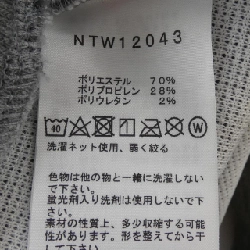 NTW12043
ポリエステル 70%
ポリプロピレン 28%
ポリウレタン 2%
40
W
洗濯ネット使用、弱く絞る
色物は他の物と一緒に洗濯しない
で下さい。
蛍光剤入り洗剤は使用しないで下
さい。
素材の性質上、多少収縮する可能
性があります。形を整えてから干
して下さい。